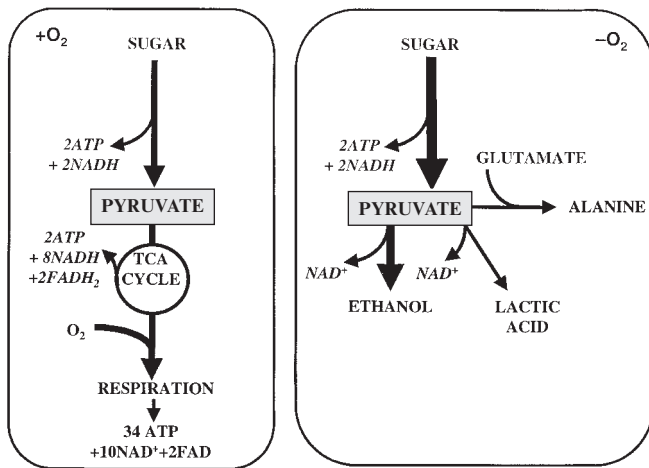 +O₂
SUGAR
2ATP
+ 2NADH
PYRUVATE
2ATP
+ 8NADH
+2FADH₂
TCA
CYCLE
O₂
RESPIRATION
34 ATP
+10NAD⁺+2FAD
−O₂
SUGAR
2ATP
+ 2NADH
GLUTAMATE
PYRUVATE
ALANINE
NAD⁺
NAD⁺
ETHANOL
LACTIC
ACID